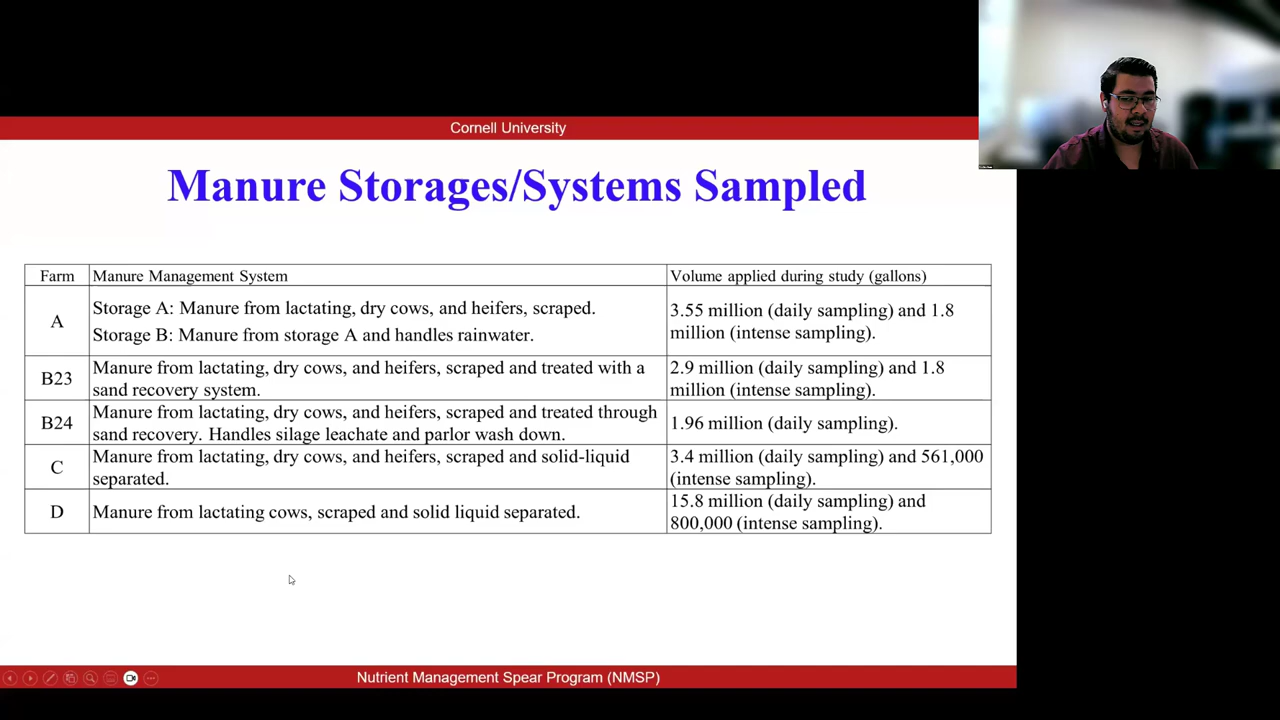 Cornell University
Manure Storages/Systems Sampled
Farm
Manure Management System
Volume applied during study (gallons)
A
Storage A: Manure from lactating, dry cows, and heifers, scraped.
Storage B: Manure from storage A and handles rainwater.
3.55 million (daily sampling) and 1.8
million (intense sampling).
B23
Manure from lactating, dry cows, and heifers, scraped and treated with a
sand recovery system.
2.9 million (daily sampling) and 1.8
million (intense sampling).
B24
Manure from lactating, dry cows, and heifers, scraped and treated through
sand recovery. Handles silage leachate and parlor wash down.
1.96 million (daily sampling).
C
Manure from lactating, dry cows, and heifers, scraped and solid-liquid
separated.
3.4 million (daily sampling) and 561,000
(intense sampling).
D
Manure from lactating cows, scraped and solid liquid separated.
15.8 million (daily sampling) and
800,000 (intense sampling).
Nutrient Management Spear Program (NMSP)